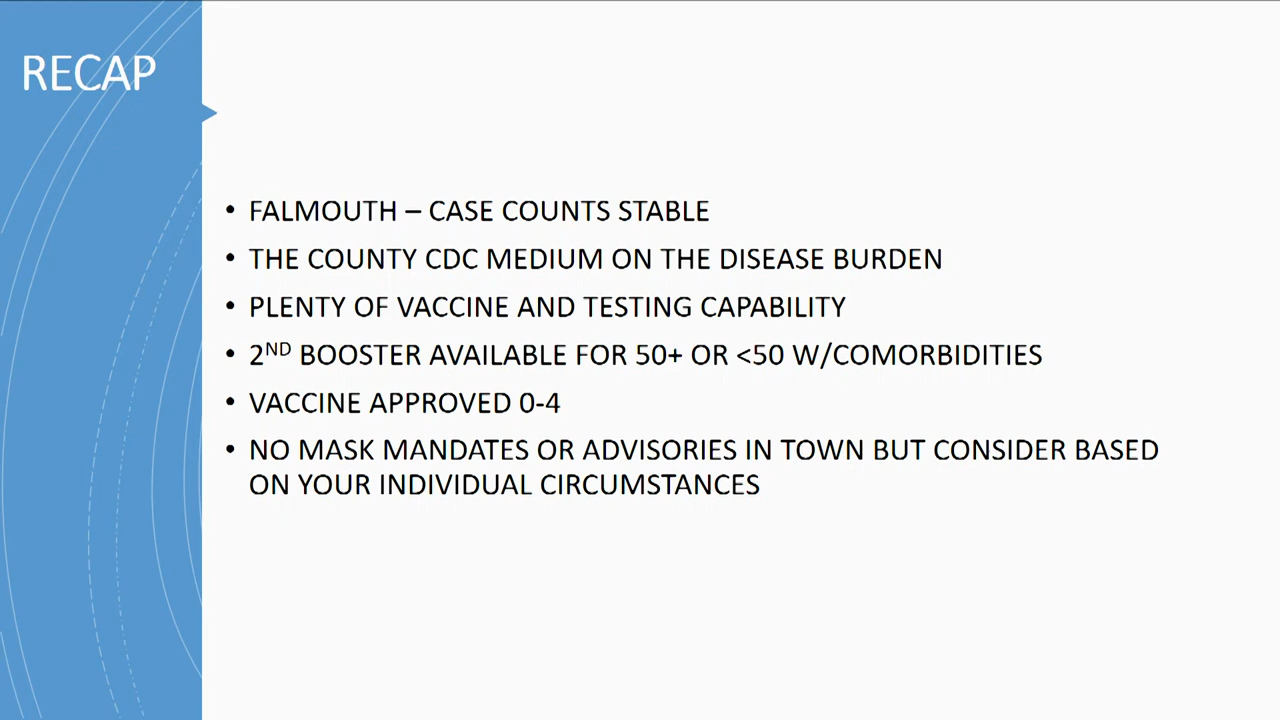 RECAP
• FALMOUTH – CASE COUNTS STABLE
• THE COUNTY CDC MEDIUM ON THE DISEASE BURDEN
• PLENTY OF VACCINE AND TESTING CAPABILITY
• 2ND BOOSTER AVAILABLE FOR 50+ OR <50 W/COMORBIDITIES
• VACCINE APPROVED 0-4
• NO MASK MANDATES OR ADVISORIES IN TOWN BUT CONSIDER BASED
ON YOUR INDIVIDUAL CIRCUMSTANCES